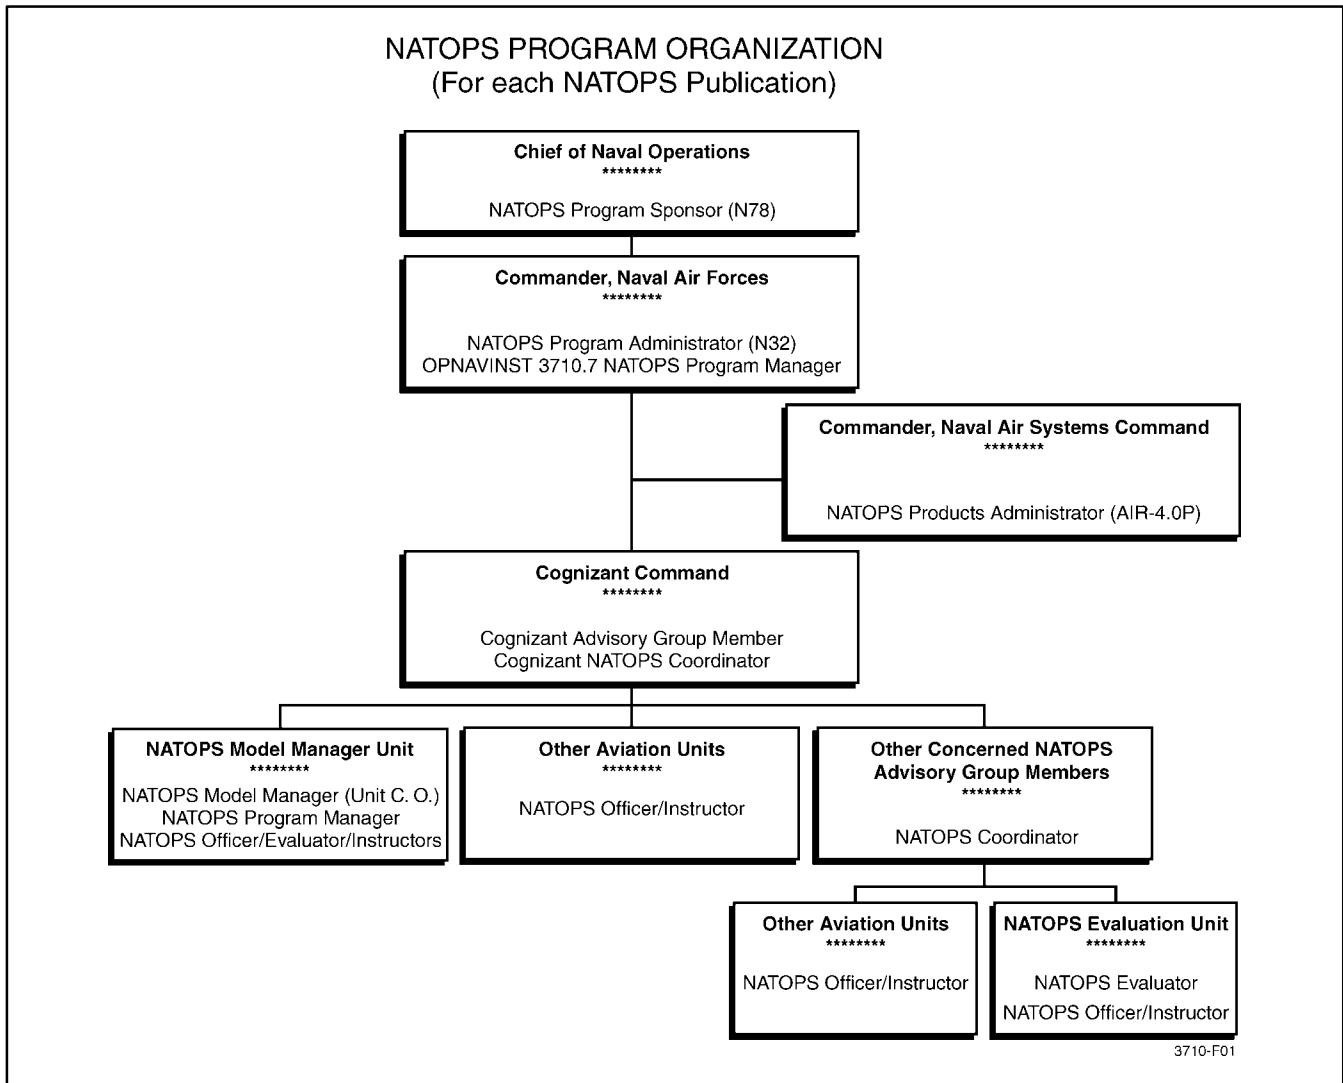 NATOPS PROGRAM ORGANIZATION
(For each NATOPS Publication)
Chief of Naval Operations
********
NATOPS Program Sponsor (N78)
Commander, Naval Air Forces
********
NATOPS Program Administrator (N32)
OPNAVINST 3710.7 NATOPS Program Manager
Commander, Naval Air Systems Command
********
NATOPS Products Administrator (AIR-4.0P)
Cognizant Command
********
Cognizant Advisory Group Member
Cognizant NATOPS Coordinator
NATOPS Model Manager Unit
********
NATOPS Model Manager (Unit C. O.)
NATOPS Program Manager
NATOPS Officer/Evaluator/Instructors
Other Aviation Units
********
NATOPS Officer/Instructor
Other Concerned NATOPS
Advisory Group Members
********
NATOPS Coordinator
Other Aviation Units
********
NATOPS Officer/Instructor
NATOPS Evaluation Unit
********
NATOPS Evaluator
NATOPS Officer/Instructor
3710-F01